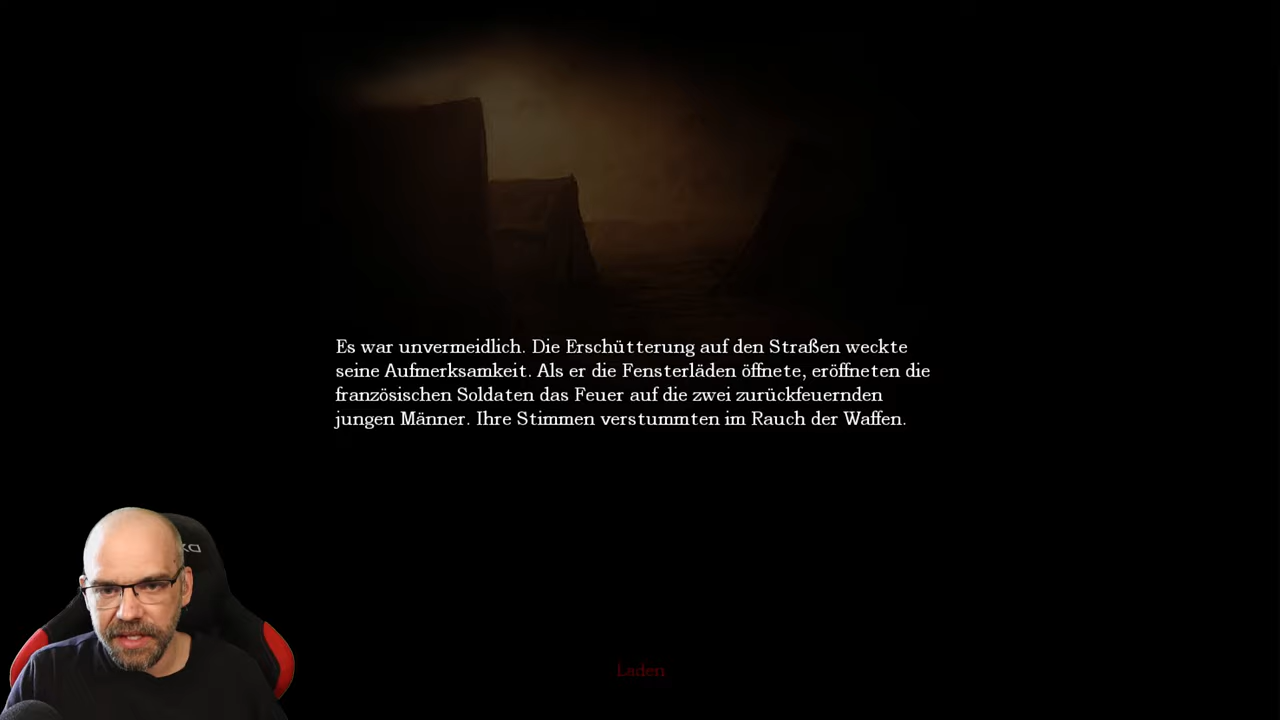 Es war unvermeidlich. Die Erschütterung auf den Straßen weckte
seine Aufmerksamkeit. Als er die Fensterläden öffnete, eröffneten die
französischen Soldaten das Feuer auf die zwei zurückfeuernden
jungen Männer. Ihre Stimmen verstummten im Rauch der Waffen.
Laden